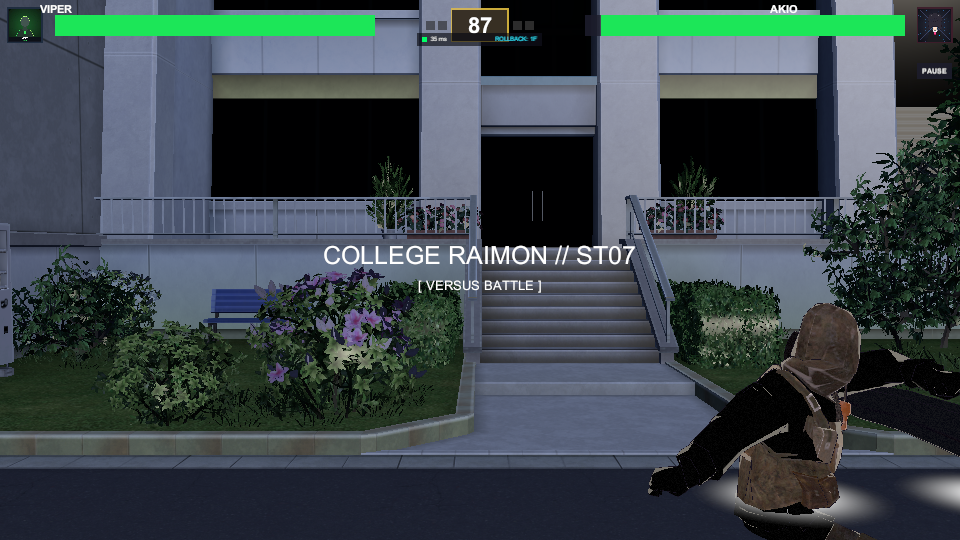 VIPER
AKIO
87
35 ms
ROLLBACK: 1F
PAUSE
COLLEGE RAIMON // ST07
[ VERSUS BATTLE ]